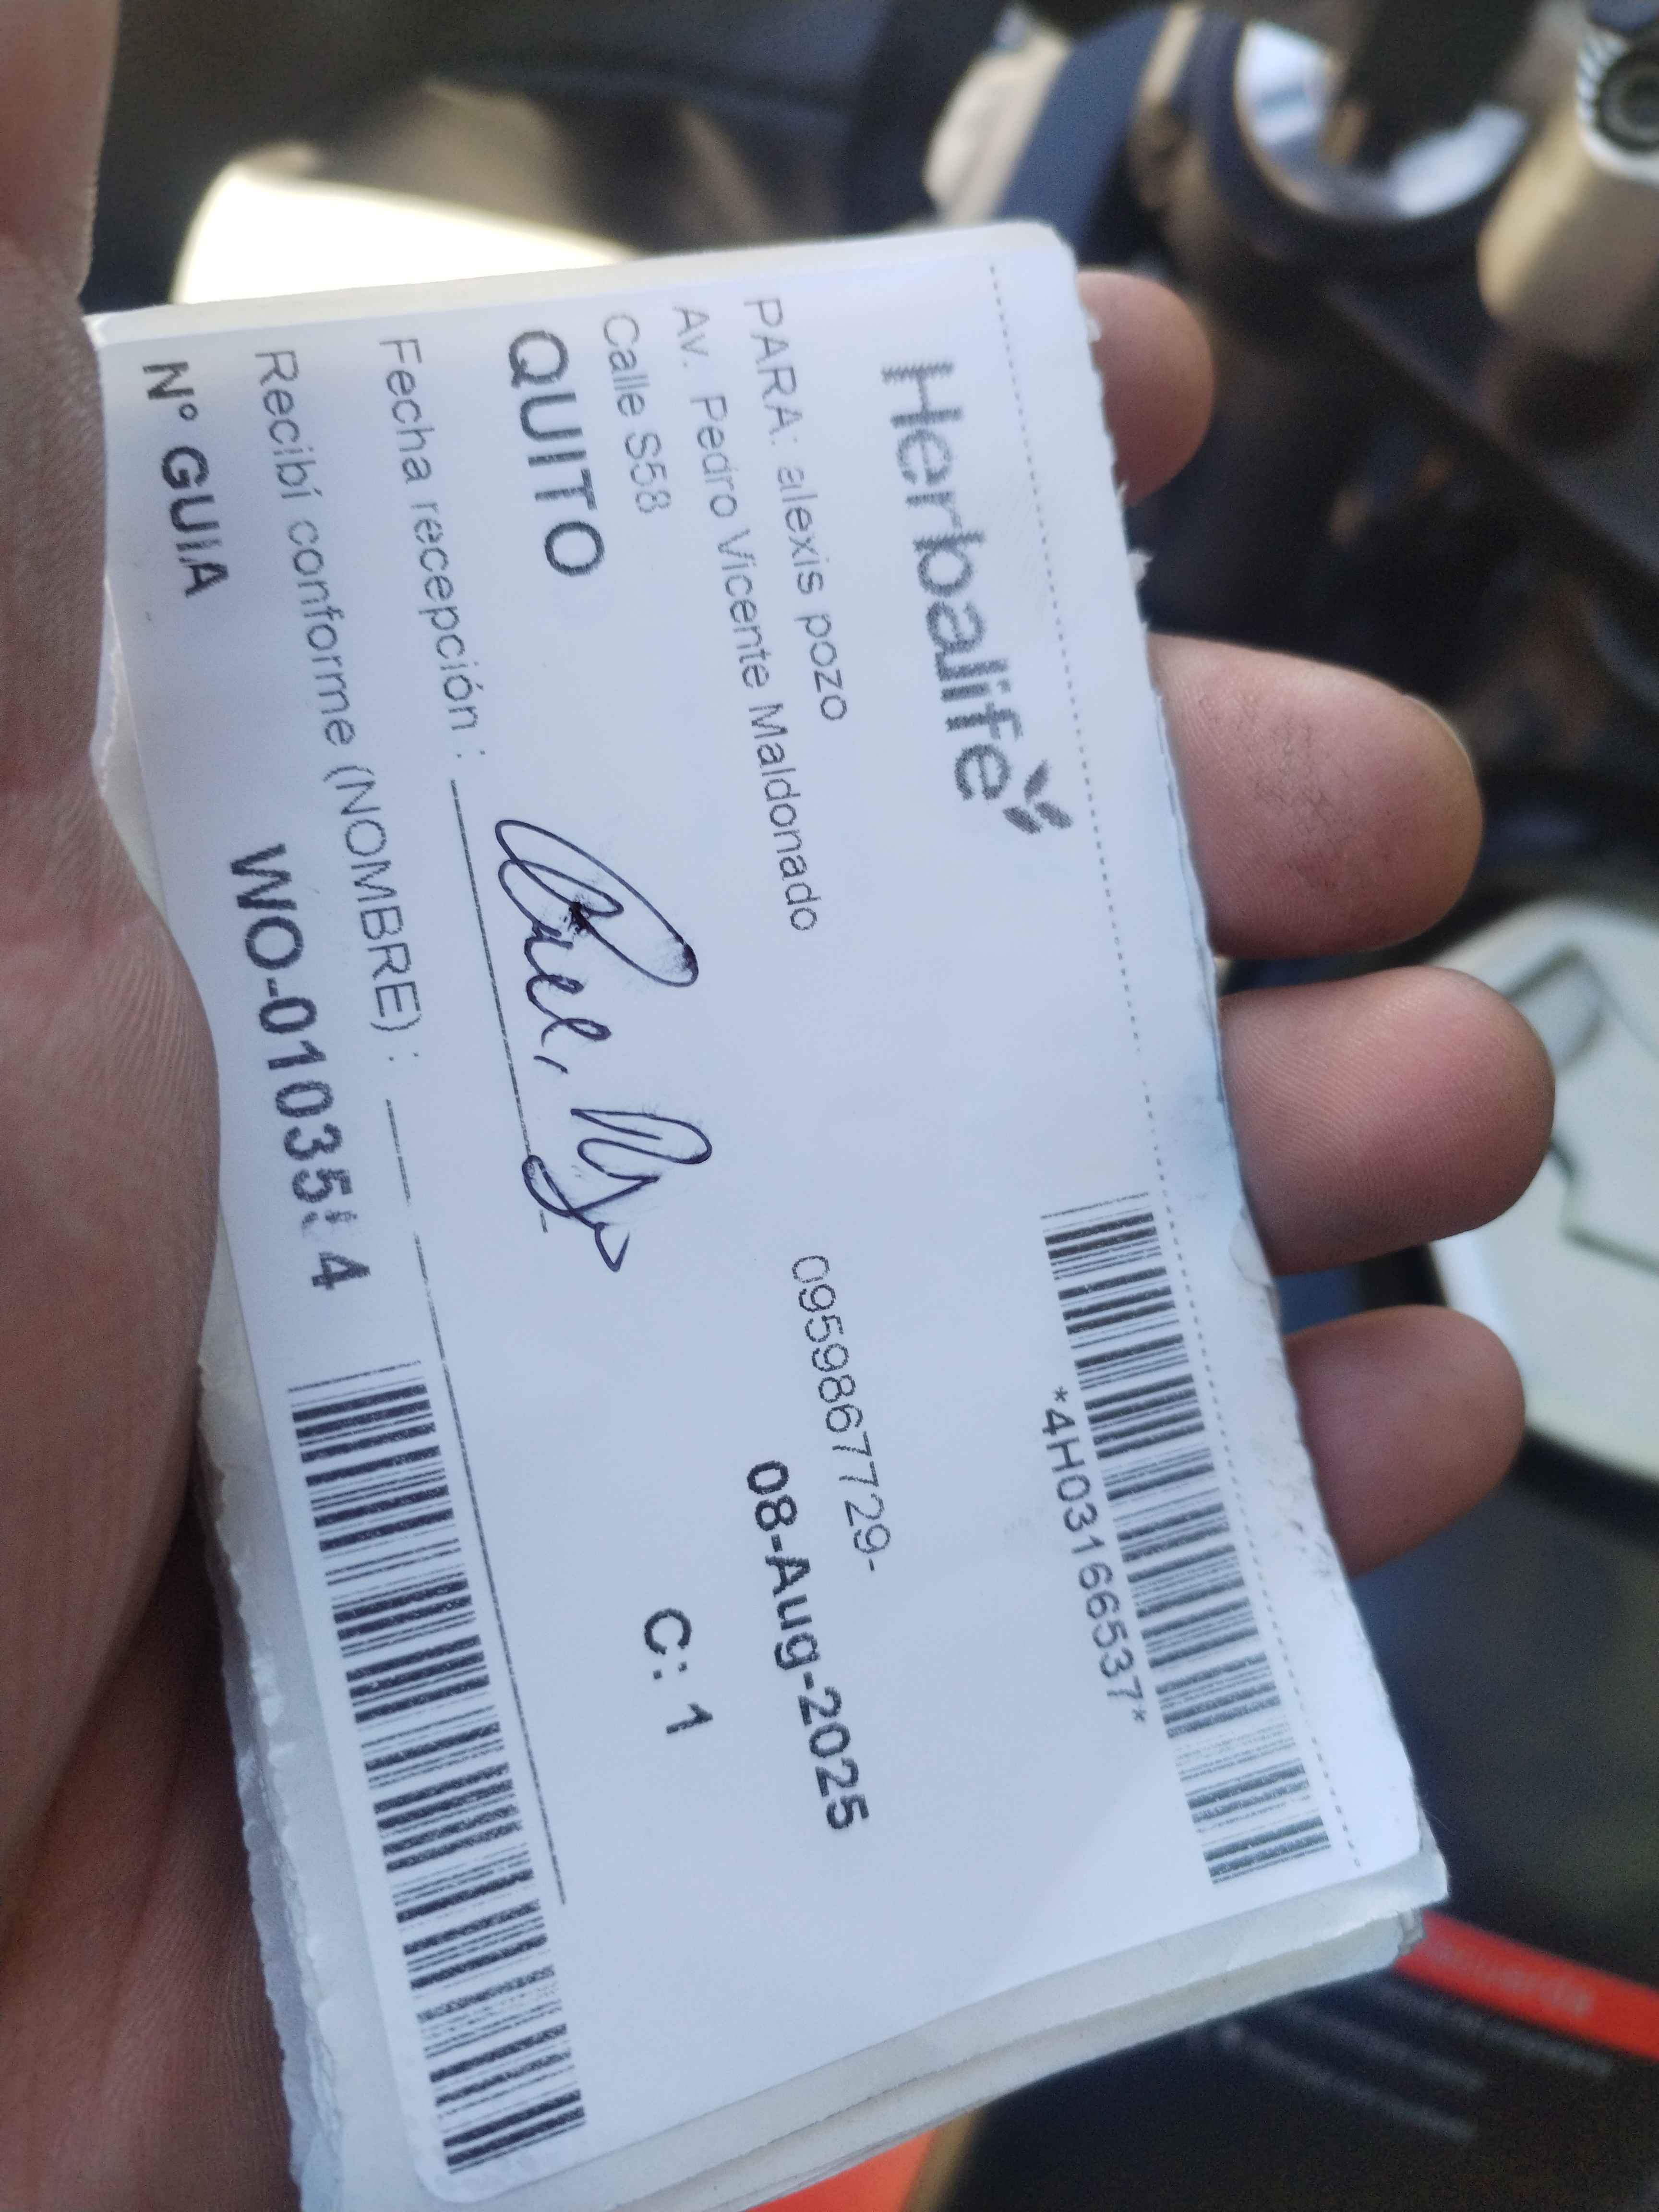 Herbalife
*4H03166537*
PARA: alexis pozo
0959867729-
Av. Pedro Vicente Maldonado
08-Aug-2025
Calle S58
C: 1
QUITO
Fecha recepción :
Recibí conforme (NOMBRE) :
N° GUIA